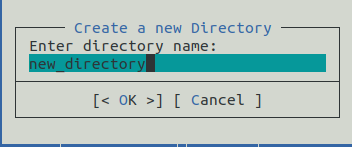 Create a new Directory
Enter directory name:
new_directory
[< OK >] [ Cancel ]